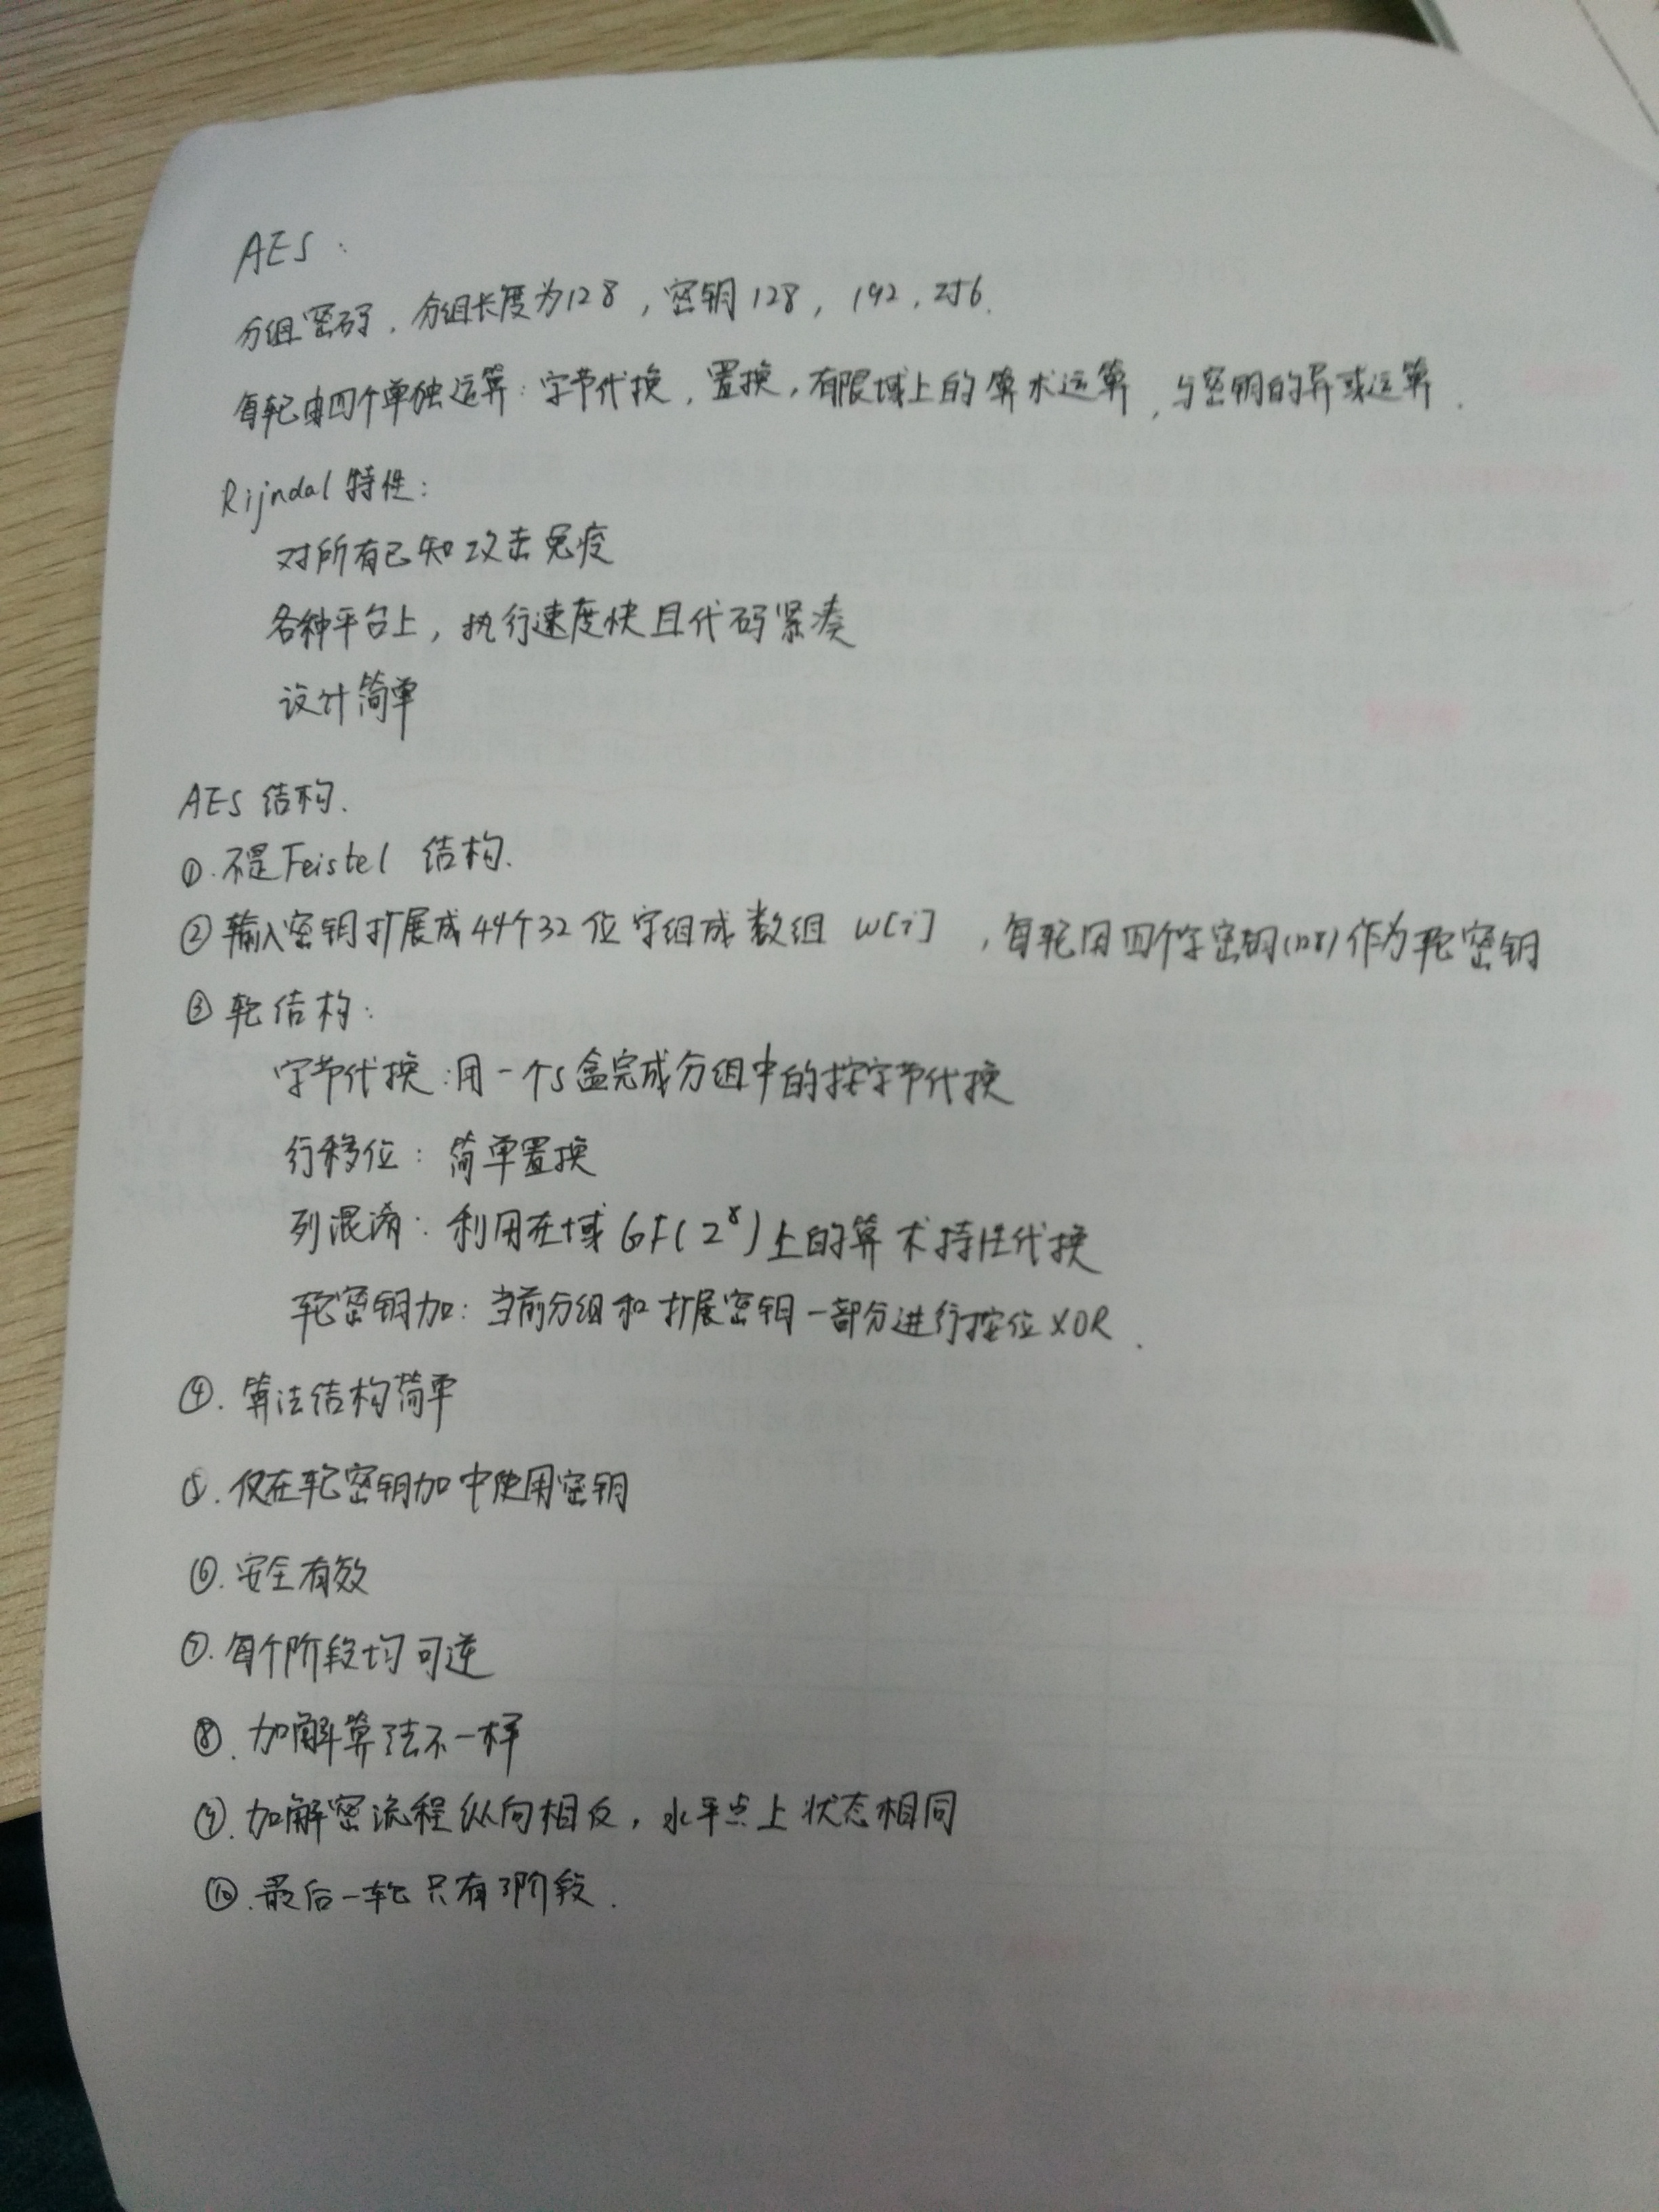 AES:
分组密码,分组长度为128,密钥128,192,256.
每轮由四个单独运算:字节代换,置换,有限域上的算术运算,与密钥的异或运算.
Rijndal 特性:
对所有已知攻击免疫
各种平台上,执行速度快且代码紧凑
设计简单
AES 结构.
①.不是Feistel 结构.
②输入密钥扩展成44个32位字组成数组 w[i] ,每轮用四个字密钥(128)作为轮密钥
③轮结构:
字节代换:用一个S盒完成分组中的按字节代换
行移位:简单置换
列混淆:利用在域GF(2⁸)上的算术特性代换
轮密钥加:当前分组和扩展密钥一部分进行按位XOR.
④.算法结构简单
⑤.仅在轮密钥加中使用密钥
⑥.安全有效
⑦.每个阶段均可逆
⑧.加解算法不一样
⑨.加解密流程纵向相反,水平点上状态相同
⑩.最后一轮只有3阶段.